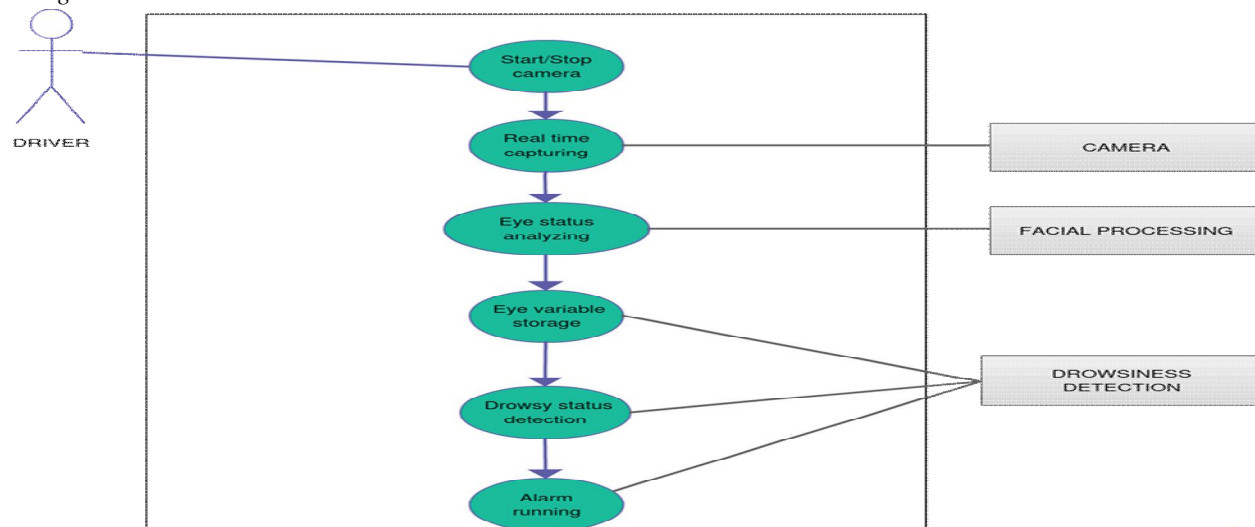 Start/Stop
camera
DRIVER
Real time
capturing
CAMERA
Eye status
analyzing
FACIAL PROCESSING
Eye variable
storage
DROWSINESS
DETECTION
Drowsy status
detection
Alarm
running